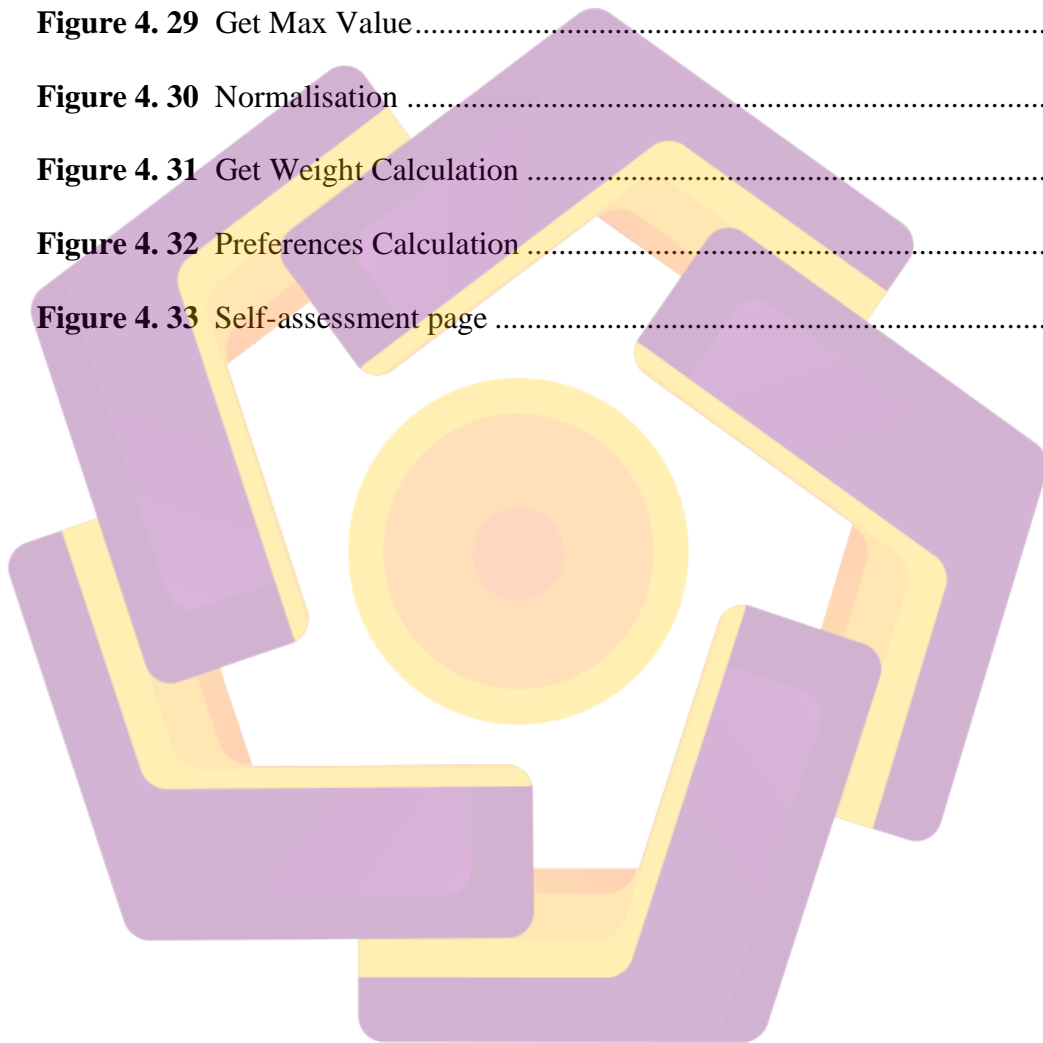 Figure 4. 29 Get Max Value........................................................................
Figure 4. 30 Normalisation ........................................................................
Figure 4. 31 Get Weight Calculation ...........................................................
Figure 4. 32 Preferences Calculation ...........................................................
Figure 4. 33 Self-assessment page ..............................................................